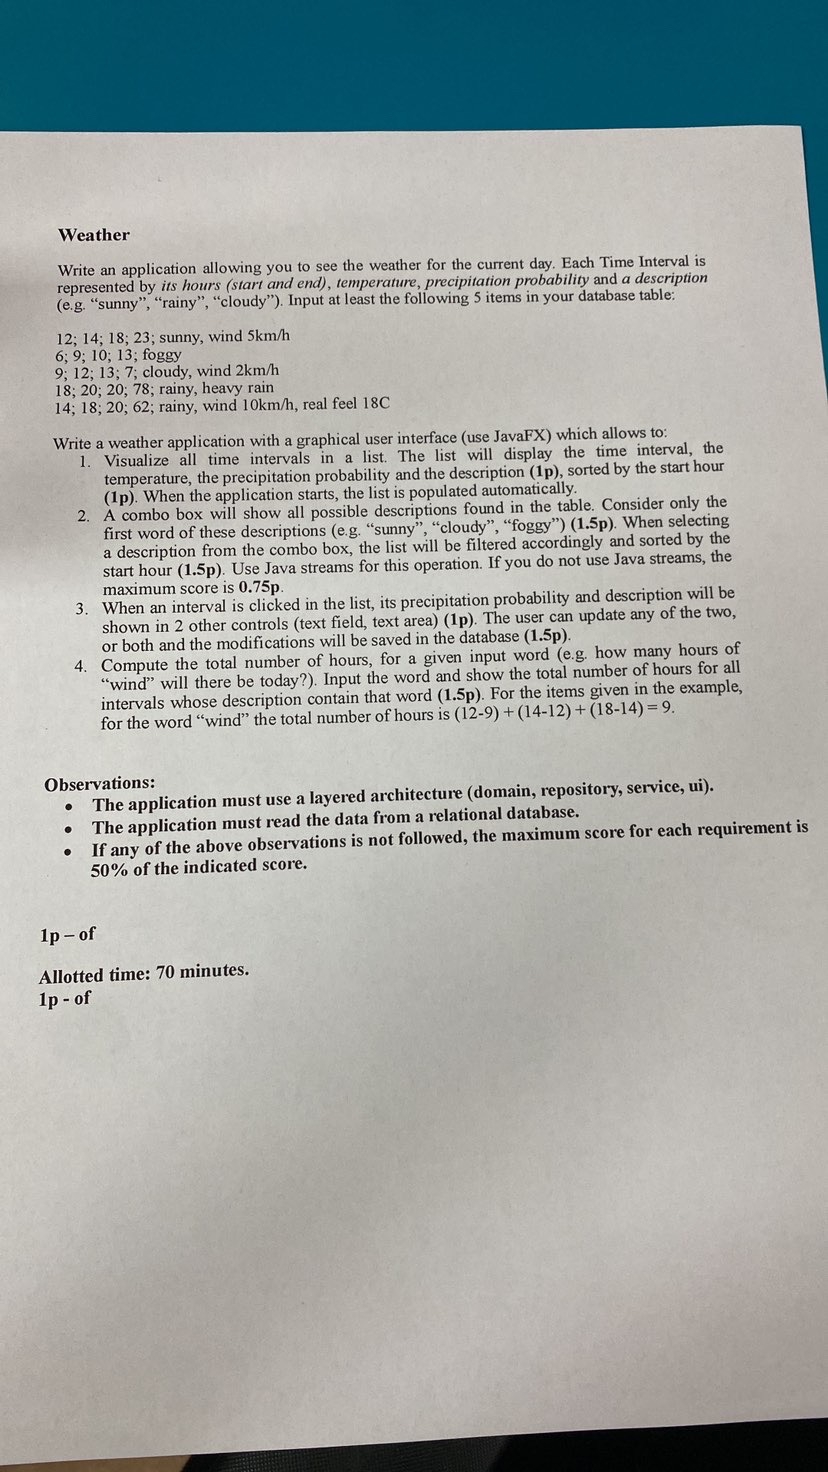 Weather
Write an application allowing you to see the weather for the current day. Each Time Interval is
represented by its hours (start and end), temperature, precipitation probability and a description
(e.g. “sunny”, “rainy”, “cloudy”). Input at least the following 5 items in your database table:
12; 14; 18; 23; sunny, wind 5km/h
6; 9; 10; 13; foggy
9; 12; 13; 7; cloudy, wind 2km/h
18; 20; 20; 78; rainy, heavy rain
14; 18; 20; 62; rainy, wind 10km/h, real feel 18C
Write a weather application with a graphical user interface (use JavaFX) which allows to:
1. Visualize all time intervals in a list. The list will display the time interval, the
temperature, the precipitation probability and the description (1p), sorted by the start hour
(1p). When the application starts, the list is populated automatically.
2. A combo box will show all possible descriptions found in the table. Consider only the
first word of these descriptions (e.g. “sunny”, “cloudy”, “foggy”) (1.5p). When selecting
a description from the combo box, the list will be filtered accordingly and sorted by the
start hour (1.5p). Use Java streams for this operation. If you do not use Java streams, the
maximum score is 0.75p.
3. When an interval is clicked in the list, its precipitation probability and description will be
shown in 2 other controls (text field, text area) (1p). The user can update any of the two,
or both and the modifications will be saved in the database (1.5p).
4. Compute the total number of hours, for a given input word (e.g. how many hours of
“wind” will there be today?). Input the word and show the total number of hours for all
intervals whose description contain that word (1.5p). For the items given in the example,
for the word “wind” the total number of hours is (12-9) + (14-12) + (18-14) = 9.
Observations:
• The application must use a layered architecture (domain, repository, service, ui).
• The application must read the data from a relational database.
• If any of the above observations is not followed, the maximum score for each requirement is
50% of the indicated score.
1p – of
Allotted time: 70 minutes.
1p - of